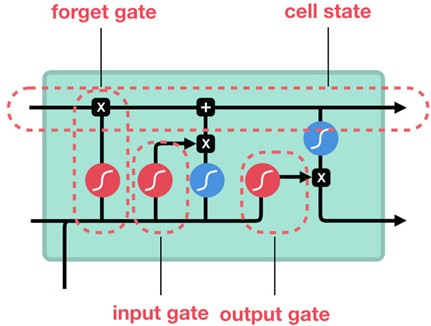 forget gate
cell state
X
+
X
X
input gate
output gate